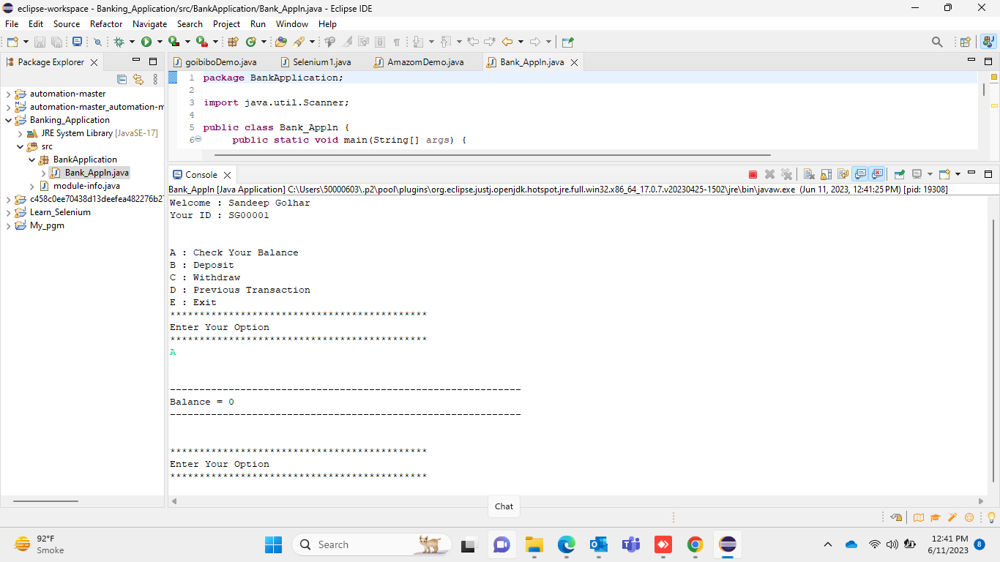 eclipse-workspace - Banking_Application/src/BankApplication/Bank_Appln.java - Eclipse IDE
File Edit Source Refactor Navigate Search Project Run Window Help
Package Explorer
goibiboDemo.java Selenium1.java AmazomDemo.java Bank_Appln.java
automation-master
automation-master_automation-m
Banking_Application
JRE System Library [JavaSE-17]
src
BankApplication
Bank_Appln.java
module-info.java
c458c0ee70438d13deefea482276b2
Learn_Selenium
My_pgm
1 package BankApplication;
2
3 import java.util.Scanner;
4
5 public class Bank_Appln {
6 public static void main(String[] args) {
Console
Bank_Appln [Java Application] C:\Users\50000603\.p2\pool\plugins\org.eclipse.justj.openjdk.hotspot.jre.full.win32.x86_64_17.0.7.v20230425-1502\jre\bin\javaw.exe (Jun 11, 2023, 12:41:25 PM) [pid: 19308]
Welcome : Sandeep Golhar
Your ID : SG00001
A : Check Your Balance
B : Deposit
C : Withdraw
D : Previous Transaction
E : Exit
********************************************
Enter Your Option
********************************************
A
------------------------------------------------------------
Balance = 0
------------------------------------------------------------
********************************************
Enter Your Option
********************************************
Chat
92°F
Smoke
Search
12:41 PM
6/11/2023
8